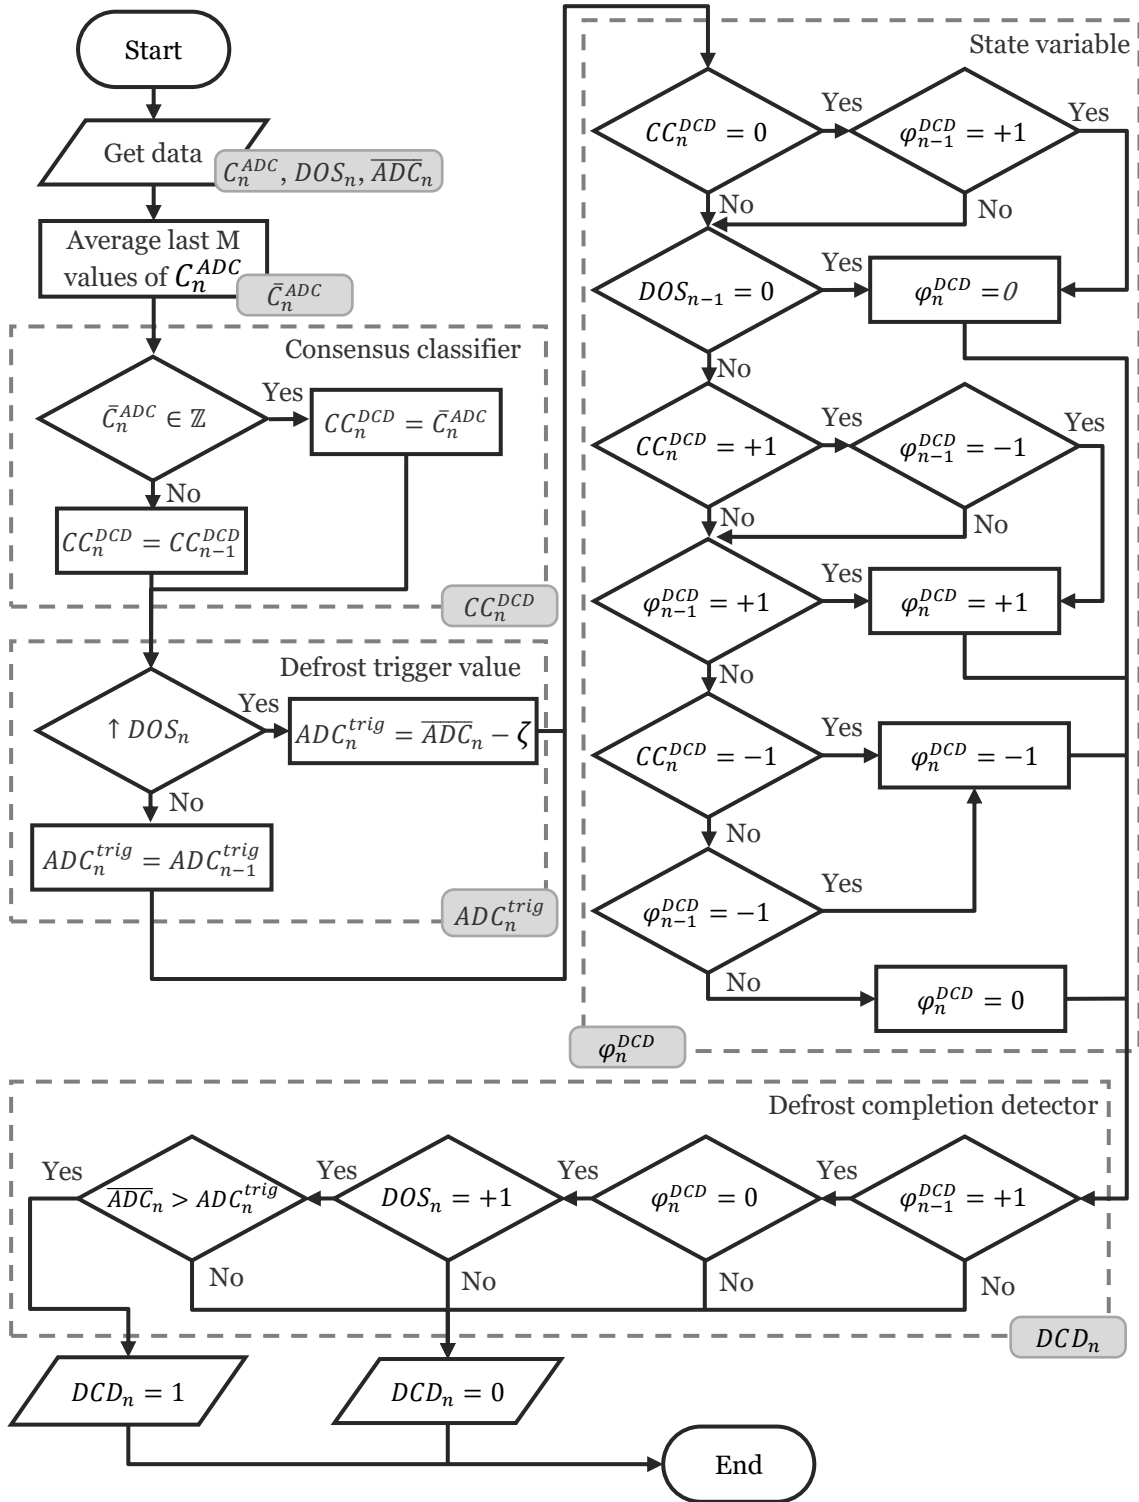 Start
Get data
C_n^{ADC}, DOS_n, \overline{ADC}_n
Average last M
values of C_n^{ADC}
\bar{C}_n^{ADC}
Consensus classifier
\bar{C}_n^{ADC} ∈ ℤ
Yes
CC_n^{DCD} = \bar{C}_n^{ADC}
No
CC_n^{DCD} = CC_{n-1}^{DCD}
CC_n^{DCD}
Defrost trigger value
↑ DOS_n
Yes
ADC_n^{trig} = \overline{ADC}_n − ζ
No
ADC_n^{trig} = ADC_{n-1}^{trig}
ADC_n^{trig}
State variable
CC_n^{DCD} = 0
Yes
φ_{n-1}^{DCD} = +1
Yes
No
No
DOS_{n-1} = 0
Yes
φ_n^{DCD} = 0
No
CC_n^{DCD} = +1
Yes
φ_{n-1}^{DCD} = −1
Yes
No
No
φ_{n-1}^{DCD} = +1
Yes
φ_n^{DCD} = +1
No
CC_n^{DCD} = −1
Yes
φ_n^{DCD} = −1
No
φ_{n-1}^{DCD} = −1
Yes
No
φ_n^{DCD} = 0
φ_n^{DCD}
Defrost completion detector
φ_{n-1}^{DCD} = +1
Yes
φ_n^{DCD} = 0
Yes
DOS_n = +1
Yes
\overline{ADC}_n > ADC_n^{trig}
Yes
No
No
No
No
DCD_n
DCD_n = 1
DCD_n = 0
End